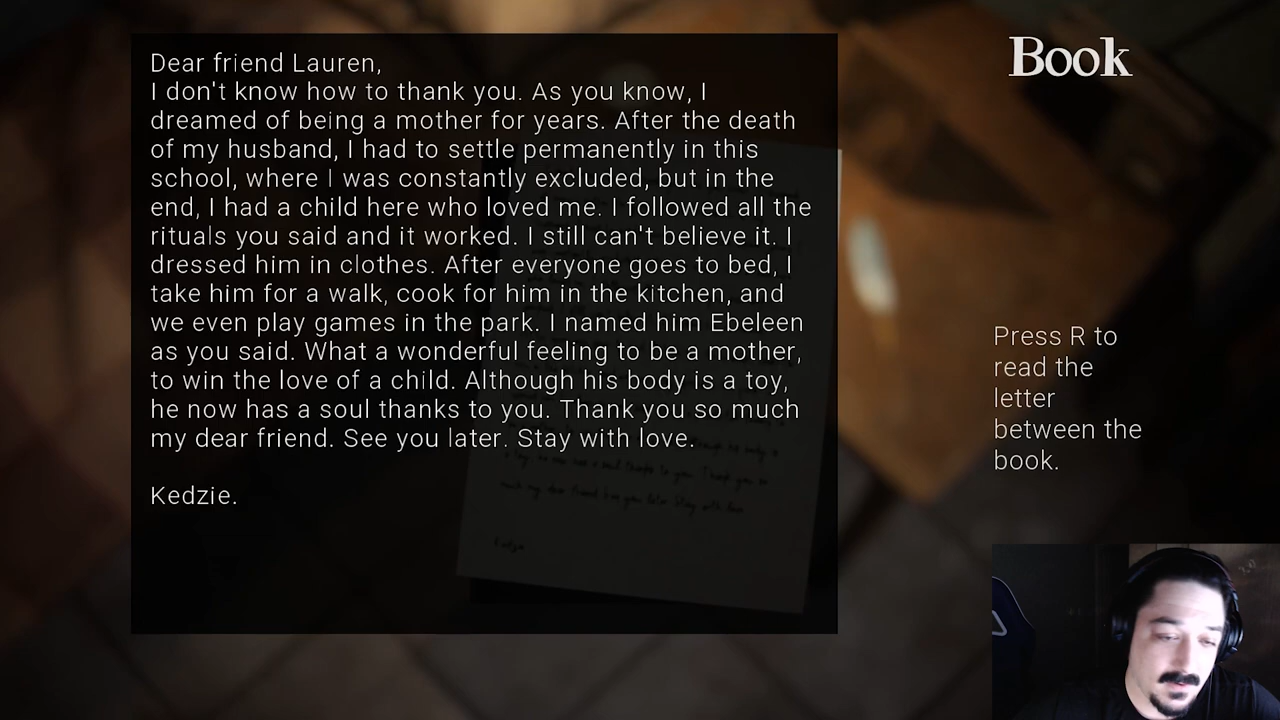 Dear friend Lauren,
I don't know how to thank you. As you know, I
dreamed of being a mother for years. After the death
of my husband, I had to settle permanently in this
school, where I was constantly excluded, but in the
end, I had a child here who loved me. I followed all the
rituals you said and it worked. I still can't believe it. I
dressed him in clothes. After everyone goes to bed, I
take him for a walk, cook for him in the kitchen, and
we even play games in the park. I named him Ebeleen
as you said. What a wonderful feeling to be a mother,
to win the love of a child. Although his body is a toy,
he now has a soul thanks to you. Thank you so much
my dear friend. See you later. Stay with love.
Kedzie.
Book
Press R to
read the
letter
between the
book.